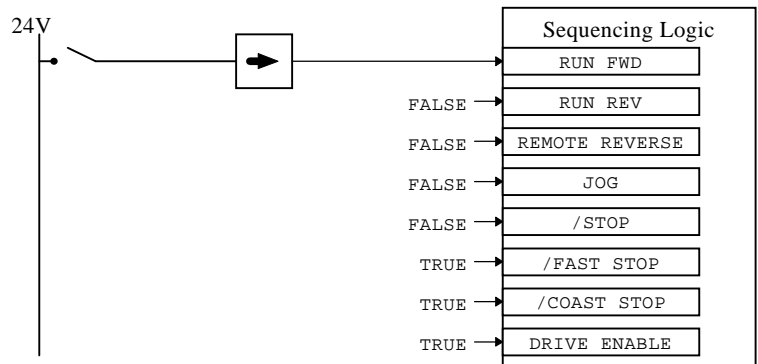 24V
Sequencing Logic
RUN FWD
FALSE RUN REV
FALSE REMOTE REVERSE
FALSE JOG
FALSE /STOP
TRUE /FAST STOP
TRUE /COAST STOP
TRUE DRIVE ENABLE